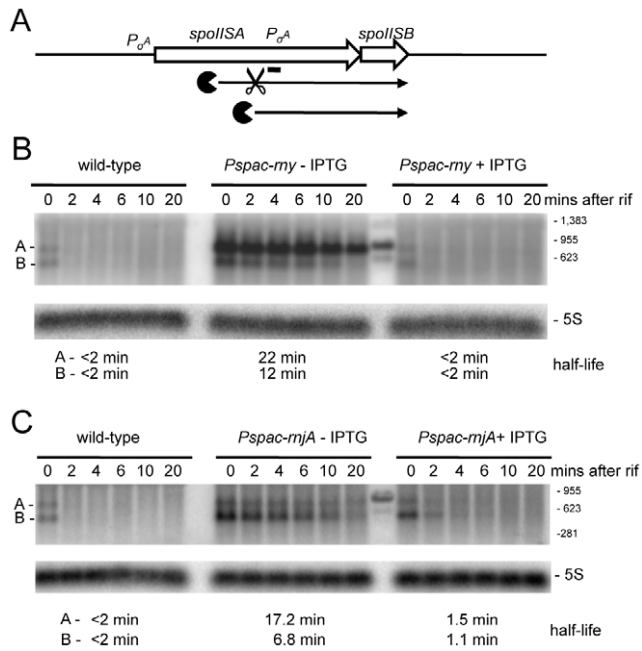 A
PσA spoIISA PσA spoIISB
B
wild-type Pspac-rny - IPTG Pspac-rny + IPTG
0 2 4 6 10 20 0 2 4 6 10 20 0 2 4 6 10 20 mins after rif
- 1,383
A - - 955
B - - 623
- 5S
A - <2 min 22 min <2 min
B - <2 min 12 min <2 min
half-life
C
wild-type Pspac-rnjA - IPTG Pspac-rnjA+ IPTG
0 2 4 6 10 20 0 2 4 6 10 20 0 2 4 6 10 20 mins after rif
- 955
A - - 623
B -
- 281
- 5S
A - <2 min 17.2 min 1.5 min
B - <2 min 6.8 min 1.1 min
half-life